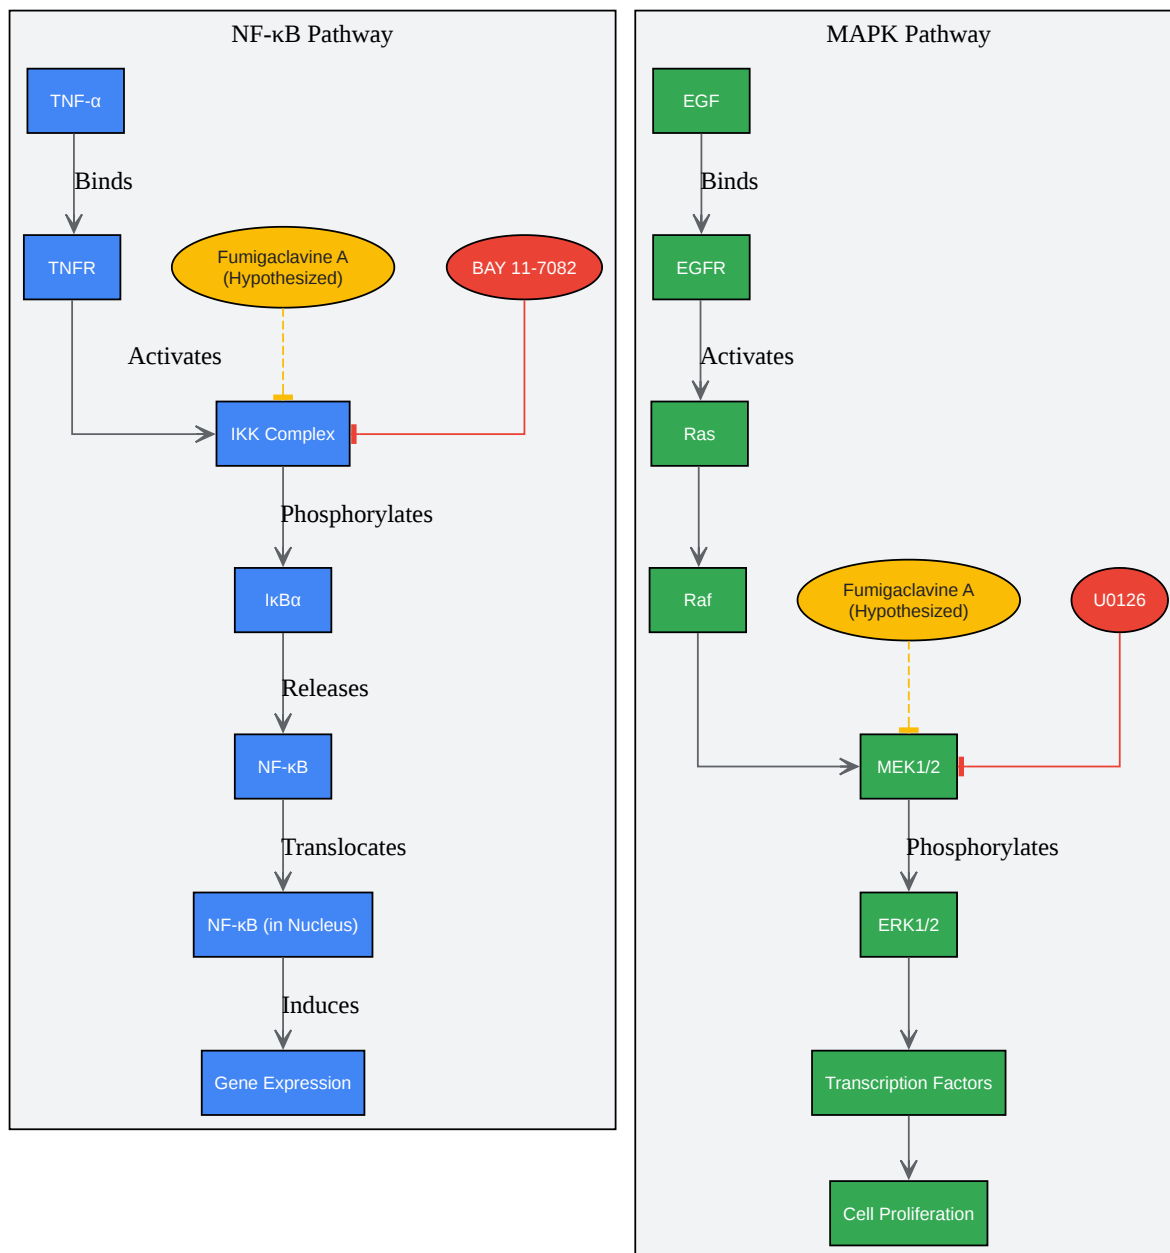 NF-κB Pathway
TNF-α
Binds
TNFR
Fumigaclavine A
(Hypothesized)
BAY 11-7082
Activates
IKK Complex
Phosphorylates
IκBα
Releases
NF-κB
Translocates
NF-κB (in Nucleus)
Induces
Gene Expression
MAPK Pathway
EGF
Binds
EGFR
Activates
Ras
Raf
Fumigaclavine A
(Hypothesized)
U0126
MEK1/2
Phosphorylates
ERK1/2
Transcription Factors
Cell Proliferation